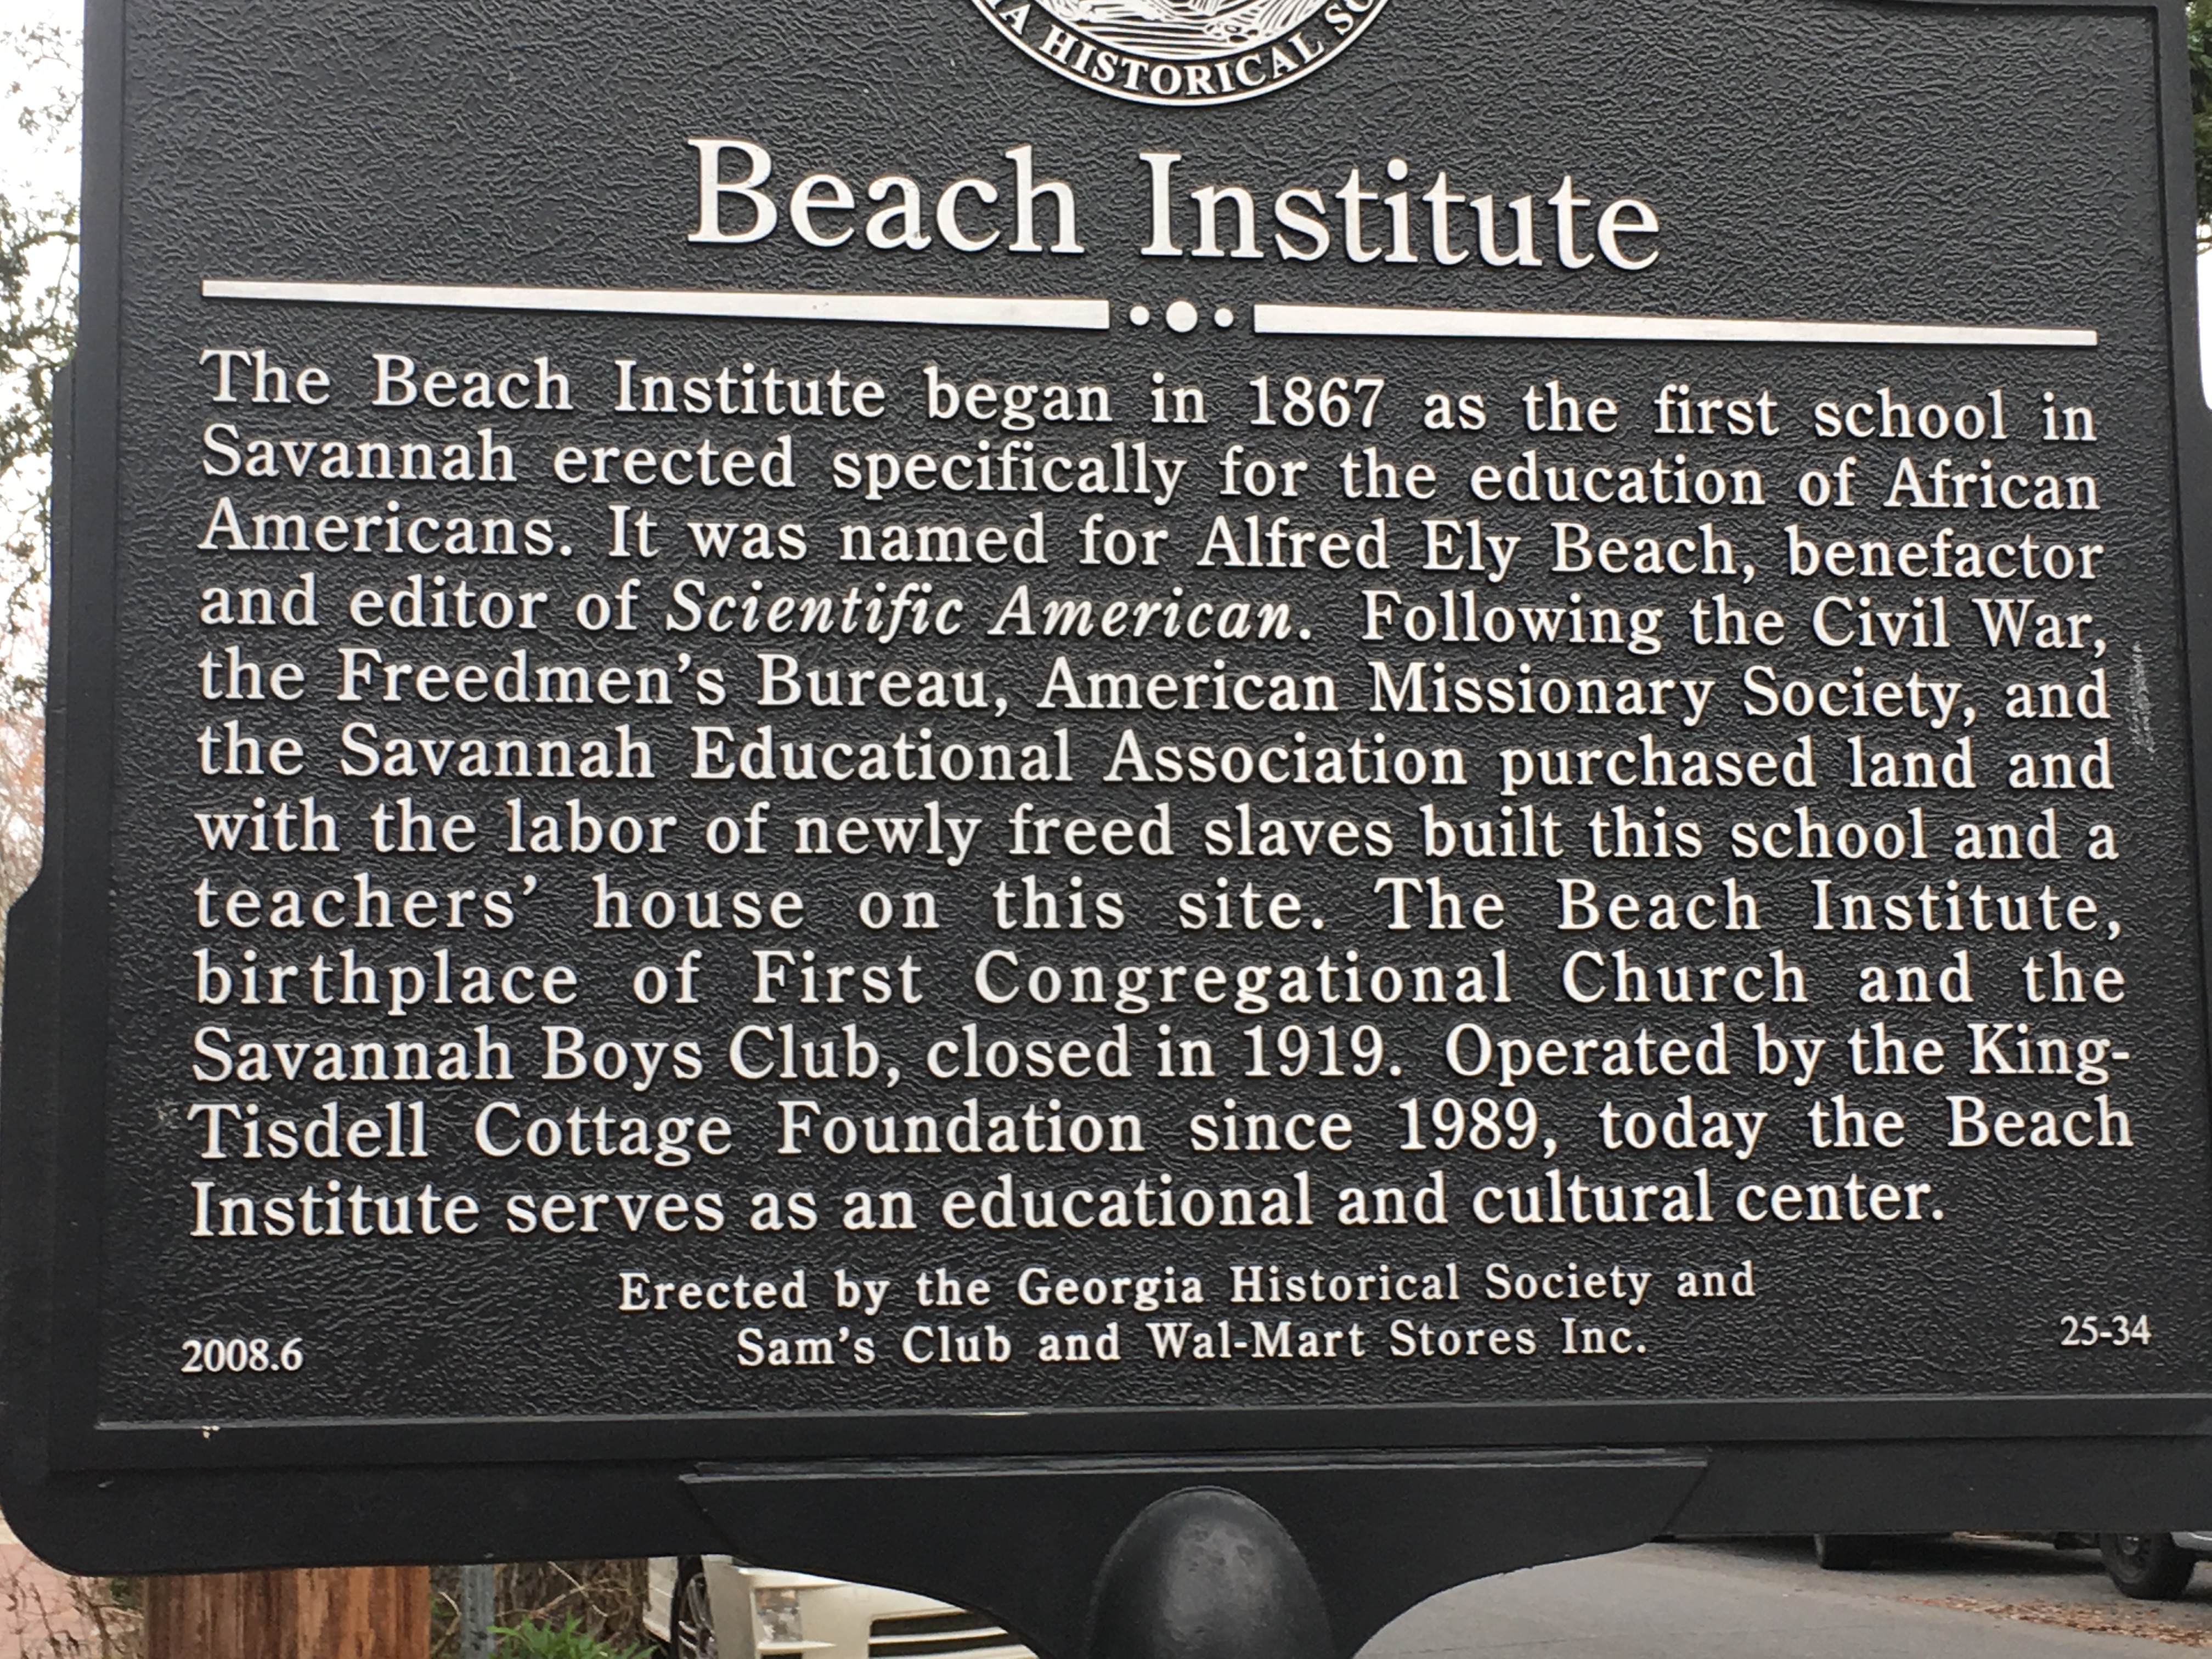 HISTORICAL
Beach Institute
The Beach Institute began in 1867 as the first school in
Savannah erected specifically for the education of African
Americans. It was named for Alfred Ely Beach, benefactor
and editor of Scientific American. Following the Civil War,
the Freedmen's Bureau, American Missionary Society, and
the Savannah Educational Association purchased land and
with the labor of newly freed slaves built this school and a
teachers' house on this site. The Beach Institute,
birthplace of First Congregational Church and the
Savannah Boys Club, closed in 1919. Operated by the King-
Tisdell Cottage Foundation since 1989, today the Beach
Institute serves as an educational and cultural center.
Erected by the Georgia Historical Society and
Sam's Club and Wal-Mart Stores Inc.
2008.6
25-34